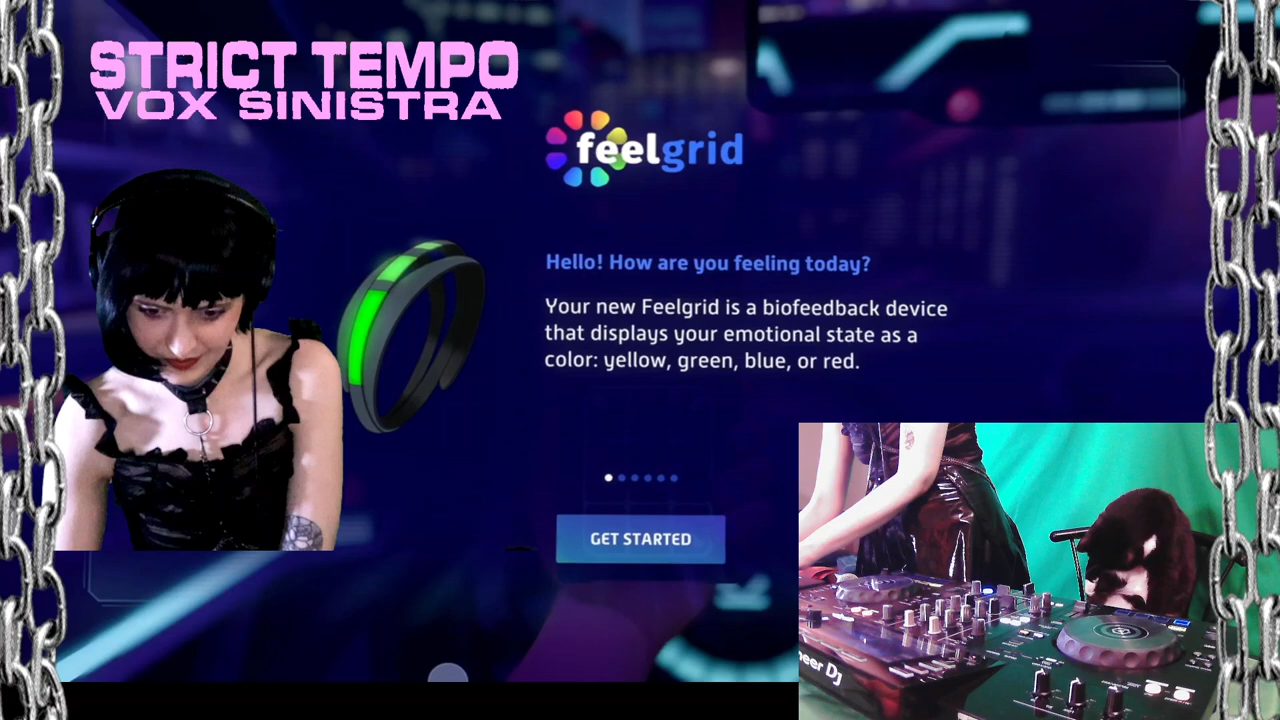 STRICT TEMPO
VOX SINISTRA
feelgrid
Hello! How are you feeling today?
Your new Feelgrid is a biofeedback device
that displays your emotional state as a
color: yellow, green, blue, or red.
GET STARTED
eer DJ